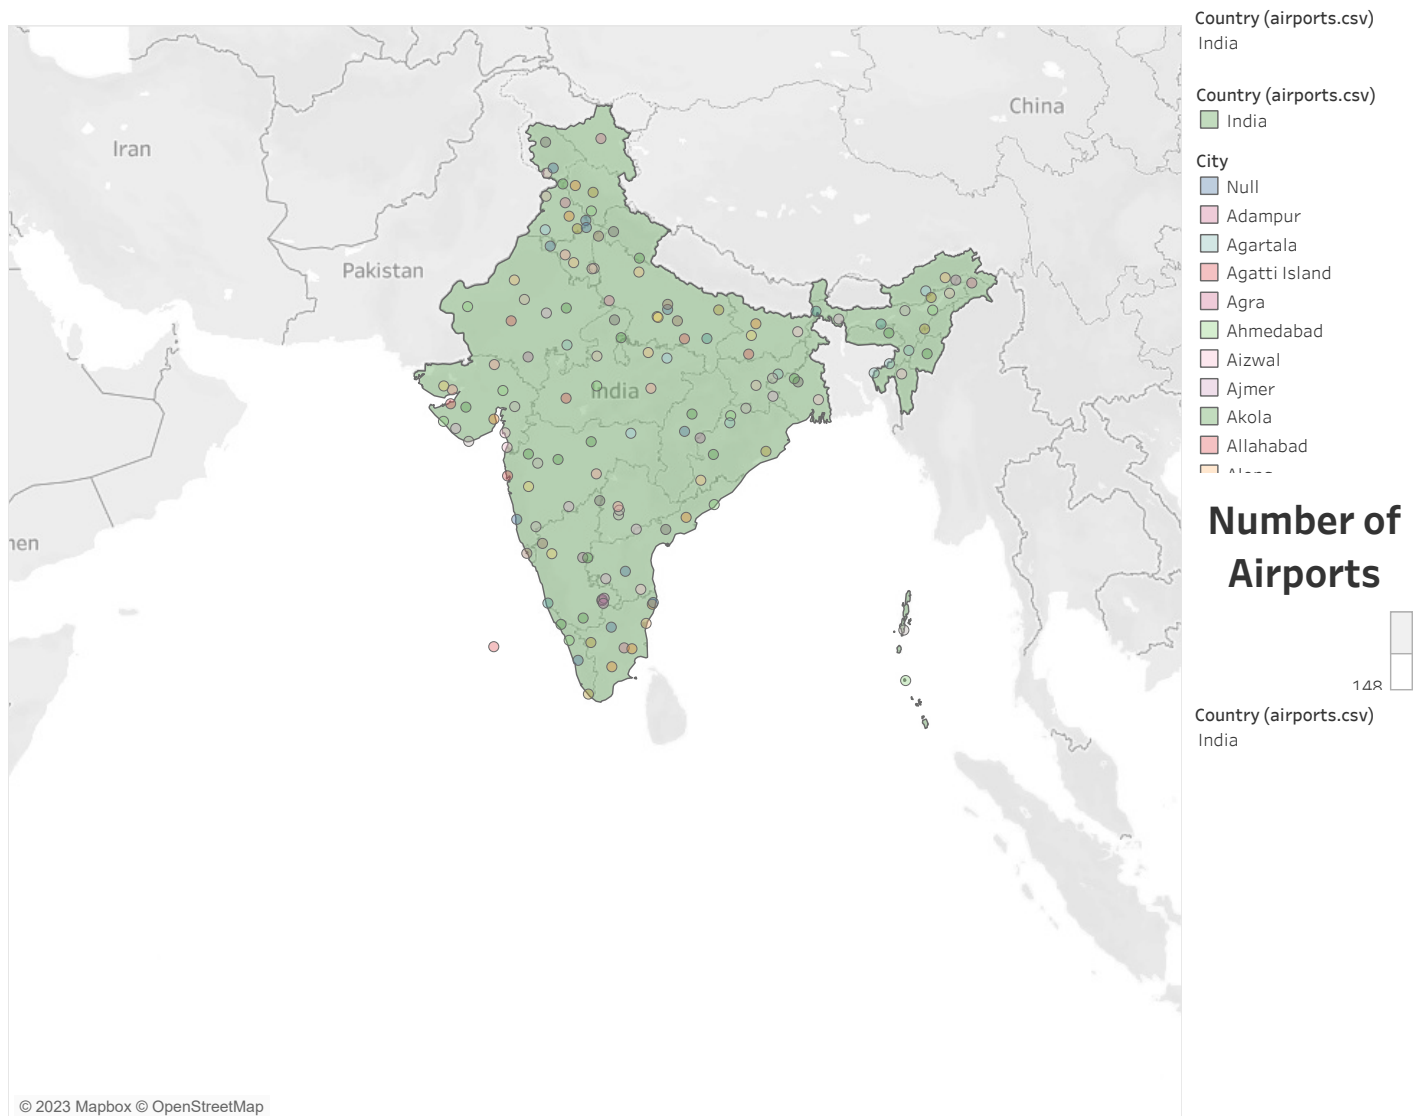 Country (airports.csv)
India
Country (airports.csv)
India
City
Null
Adampur
Agartala
Agatti Island
Agra
Ahmedabad
Aizwal
Ajmer
Akola
Allahabad
Number of
Airports
148
Country (airports.csv)
India
China
Iran
Pakistan
India
men
© 2023 Mapbox © OpenStreetMap